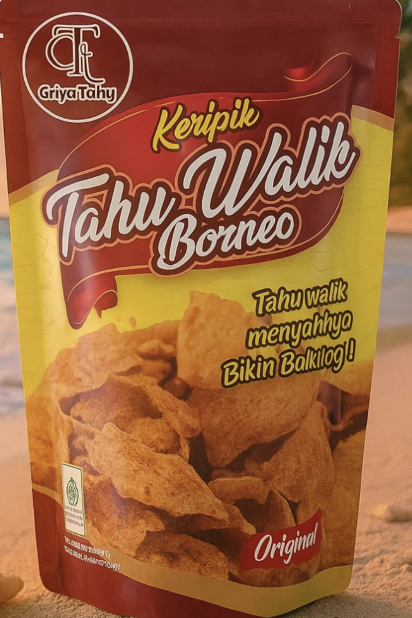 GriyaTahy
Keripik
Tahu Walik
Borneo
Tahu walik
menyahhya
Bikin Balkilog!
Original